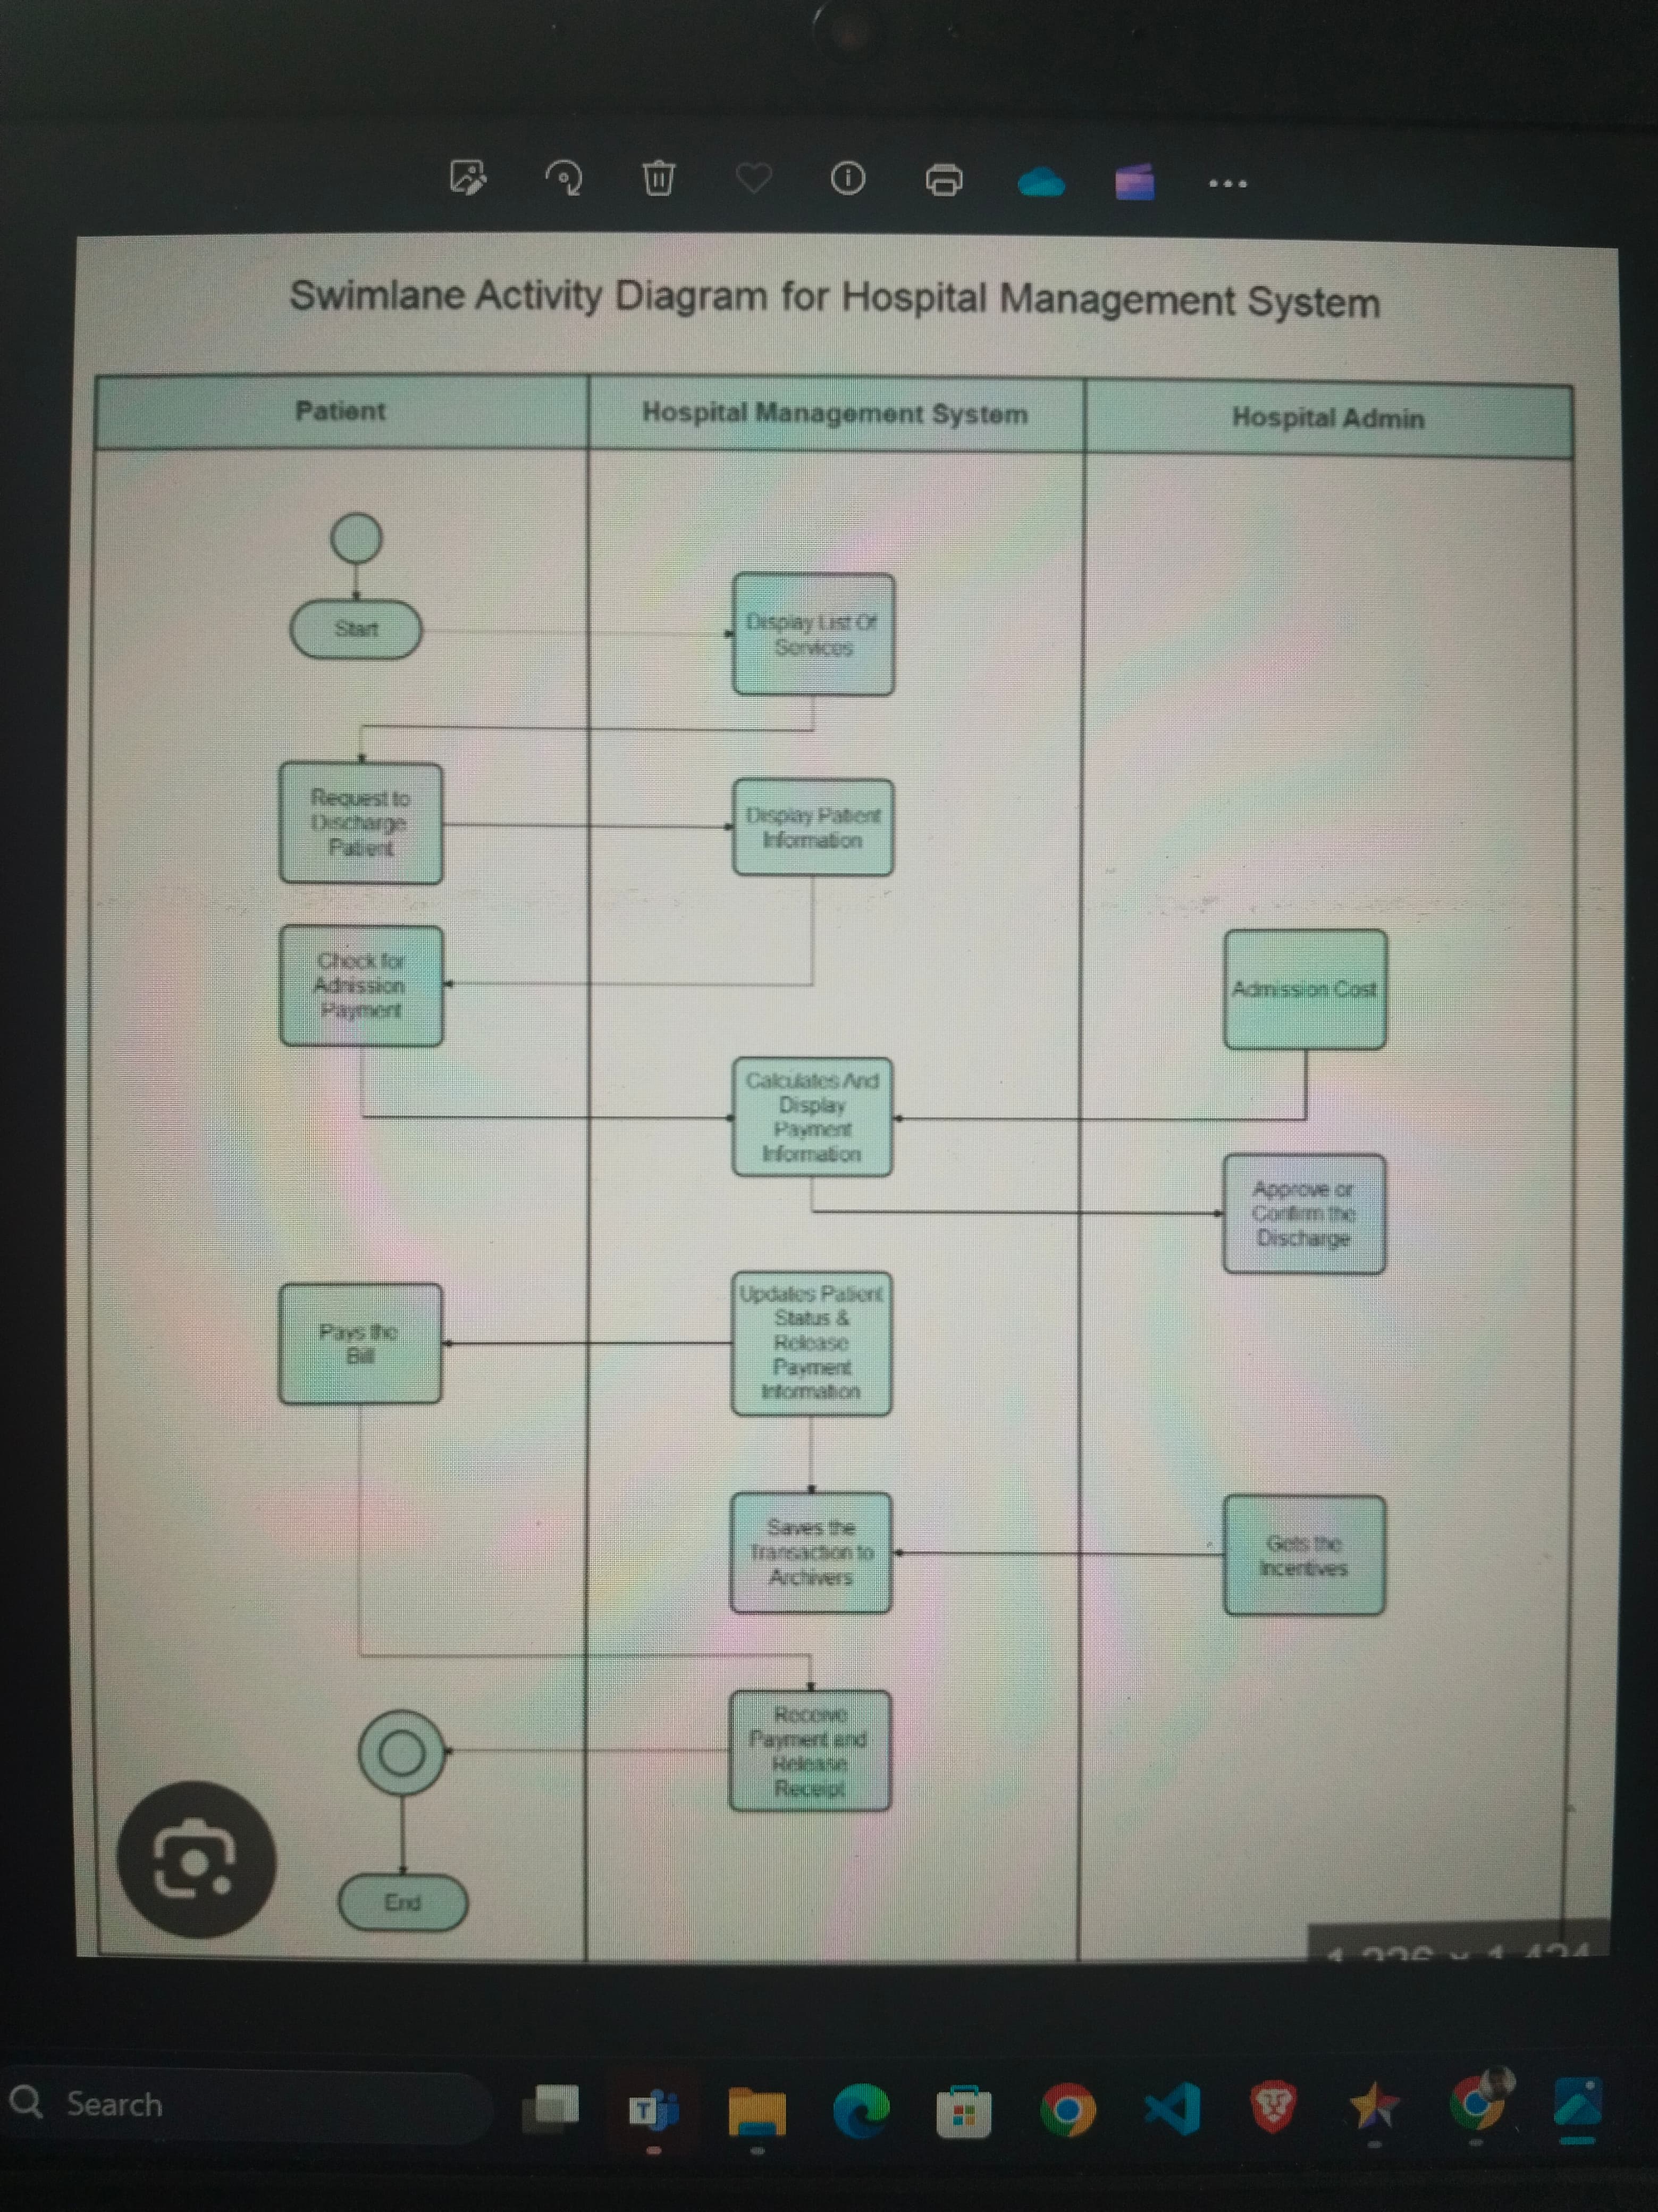 Swimlane Activity Diagram for Hospital Management System
Patient
Hospital Management System
Hospital Admin
Start
Display List Of
Services
Request to
Discharge
Patient
Display Patient
Information
Check for
Admission
Payment
Admission Cost
Calculates And
Display
Payment
Information
Approve or
Confirm the
Discharge
Pays the
Bill
Updates Patient
Status &
Release
Payment
Information
Saves the
Transaction to
Archivers
Gets the
Incentives
Receive
Payment and
Release
Receipt
End
Search
T